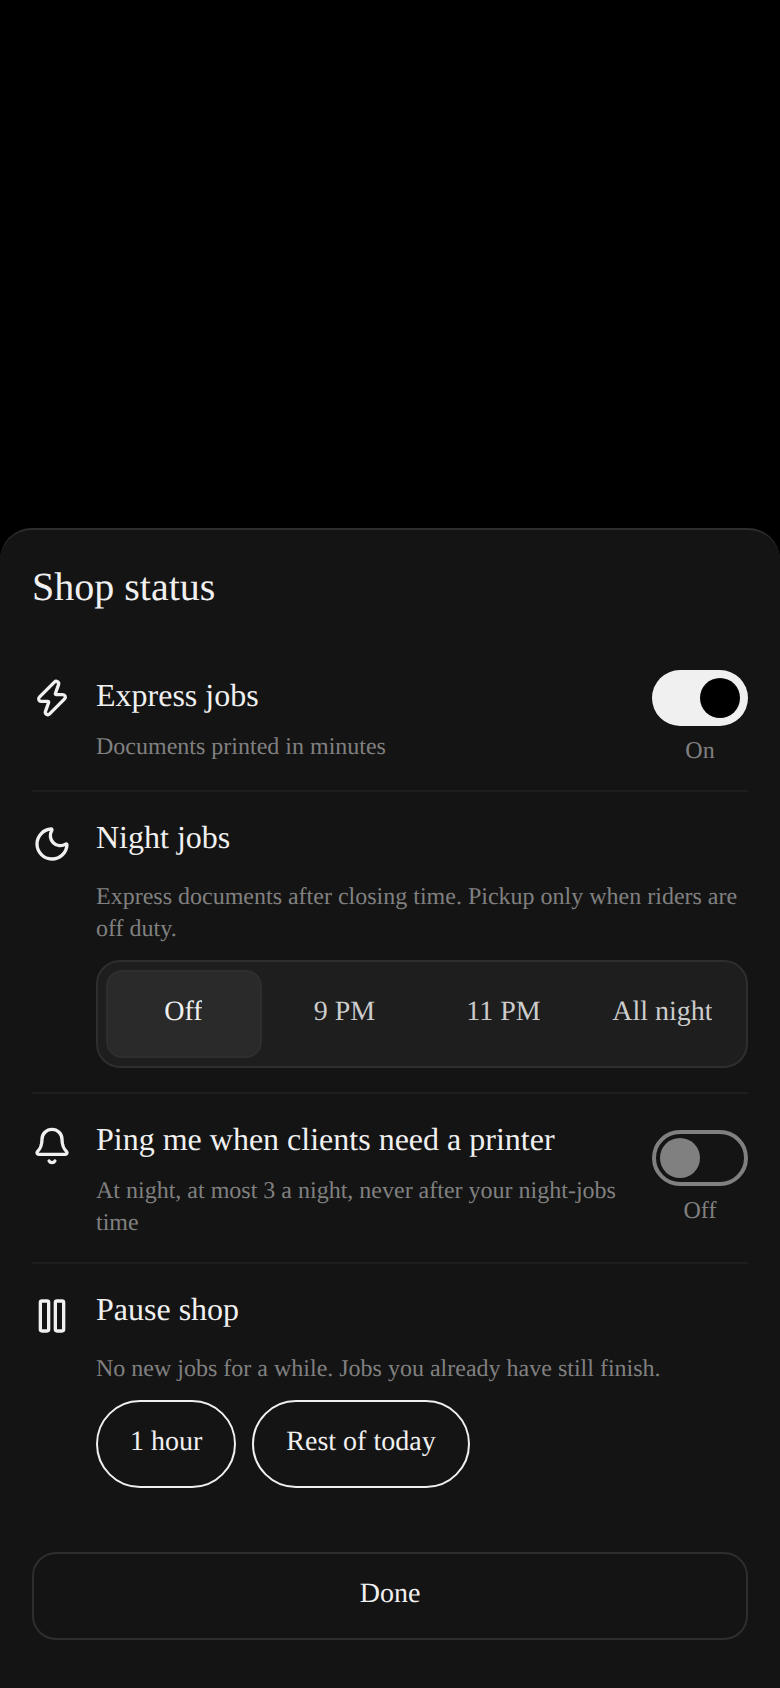 Shop status
Express jobs
Documents printed in minutes
On
Night jobs
Express documents after closing time. Pickup only when riders are
off duty.
Off
9 PM
11 PM
All night
Ping me when clients need a printer
At night, at most 3 a night, never after your night-jobs
time
Off
Pause shop
No new jobs for a while. Jobs you already have still finish.
1 hour
Rest of today
Done